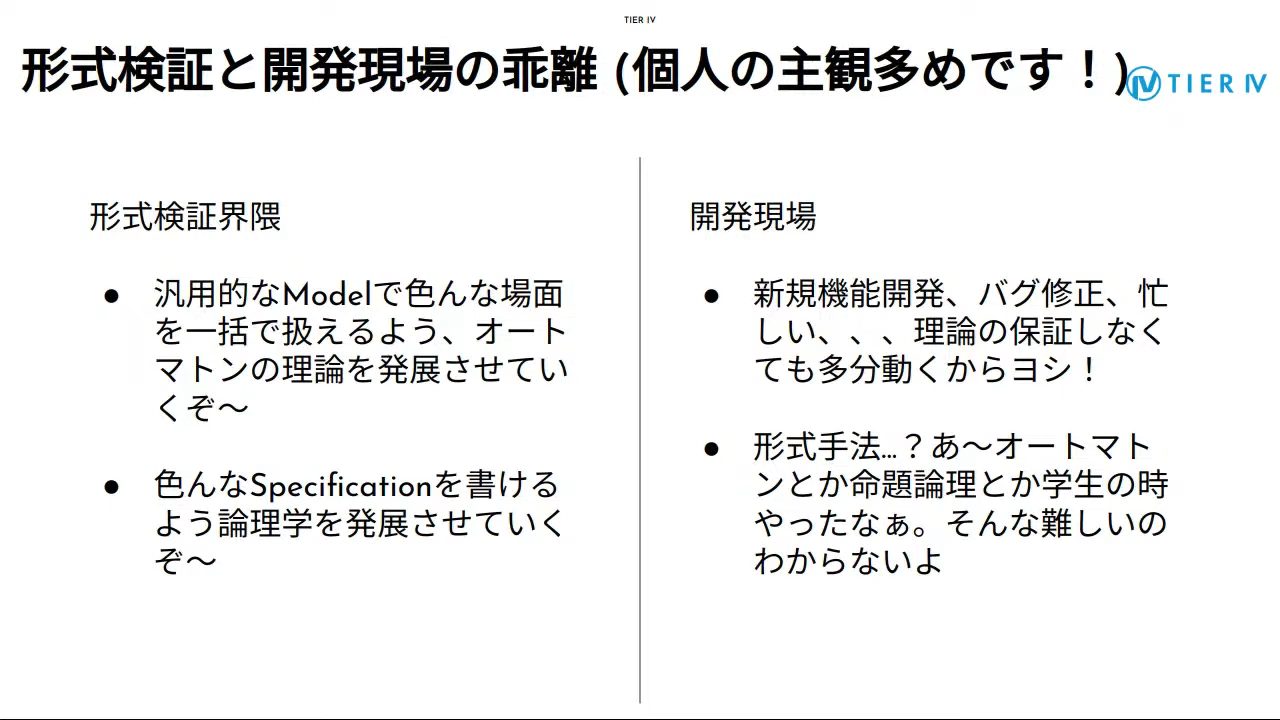 TIER IV
形式検証と開発現場の乖離 (個人の主観多めです！)
TIER IV
形式検証界隈
● 汎用的なModelで色んな場面
を一括で扱えるよう、オート
マトンの理論を発展させてい
くぞ〜
● 色んなSpecificationを書ける
よう論理学を発展させていく
ぞ〜
開発現場
● 新規機能開発、バグ修正、忙
しい、、、理論の保証しなく
ても多分動くからヨシ！
● 形式手法...？あ〜オートマト
ンとか命題論理とか学生の時
やったなぁ。そんな難しいの
わからないよ